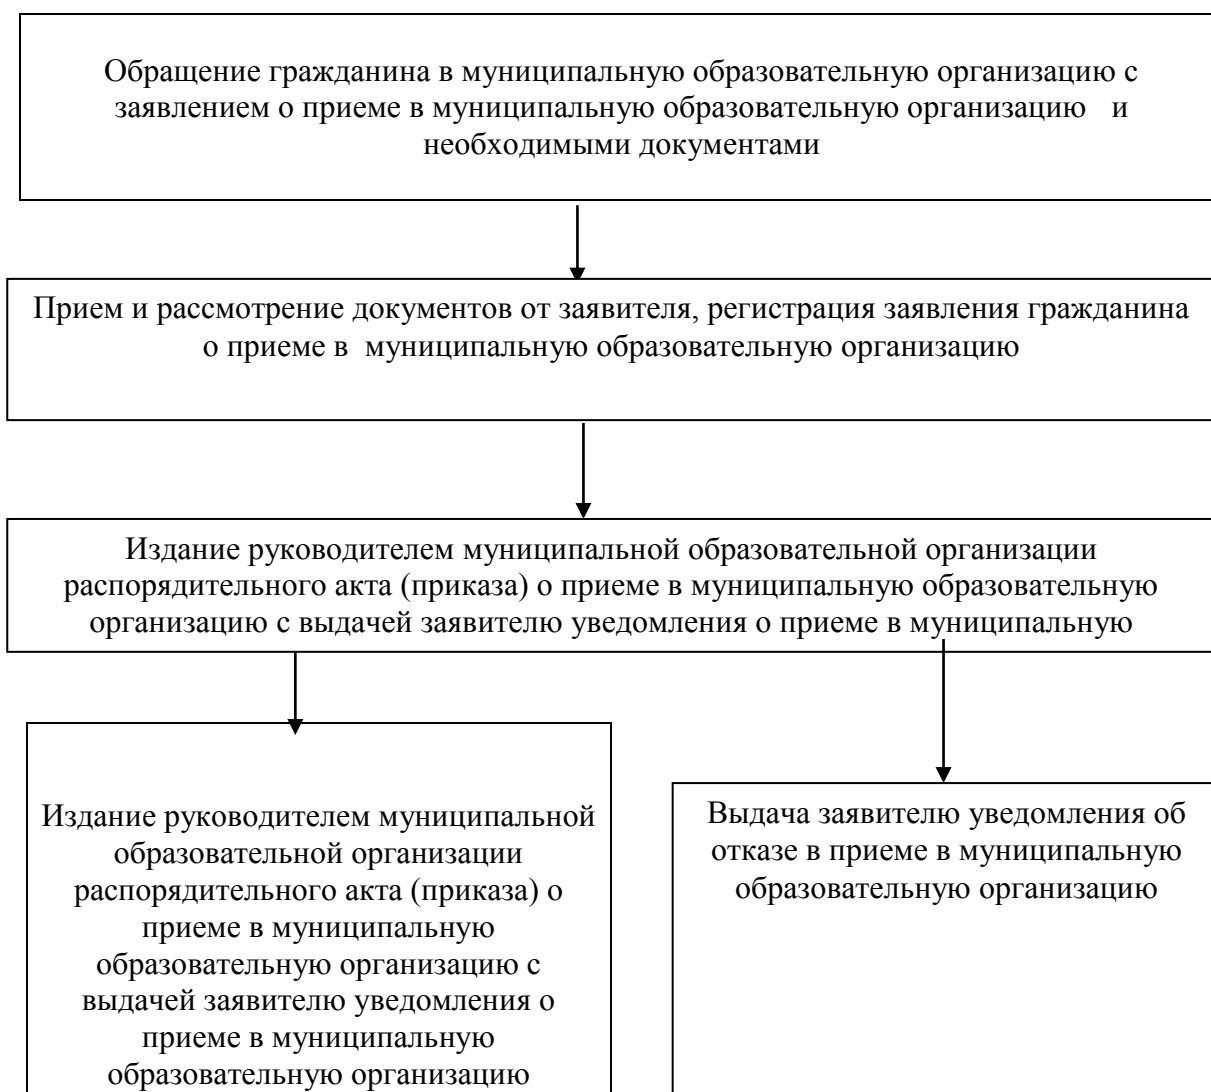 Обращение гражданина в муниципальную образовательную организацию с
заявлением о приеме в муниципальную образовательную организацию и
необходимыми документами
Прием и рассмотрение документов от заявителя, регистрация заявления гражданина
о приеме в муниципальную образовательную организацию
Издание руководителем муниципальной образовательной организации
распорядительного акта (приказа) о приеме в муниципальную образовательную
организацию с выдачей заявителю уведомления о приеме в муниципальную
Издание руководителем муниципальной
образовательной организации
распорядительного акта (приказа) о
приеме в муниципальную
образовательную организацию с
выдачей заявителю уведомления о
приеме в муниципальную
образовательную организацию
Выдача заявителю уведомления об
отказе в приеме в муниципальную
образовательную организацию